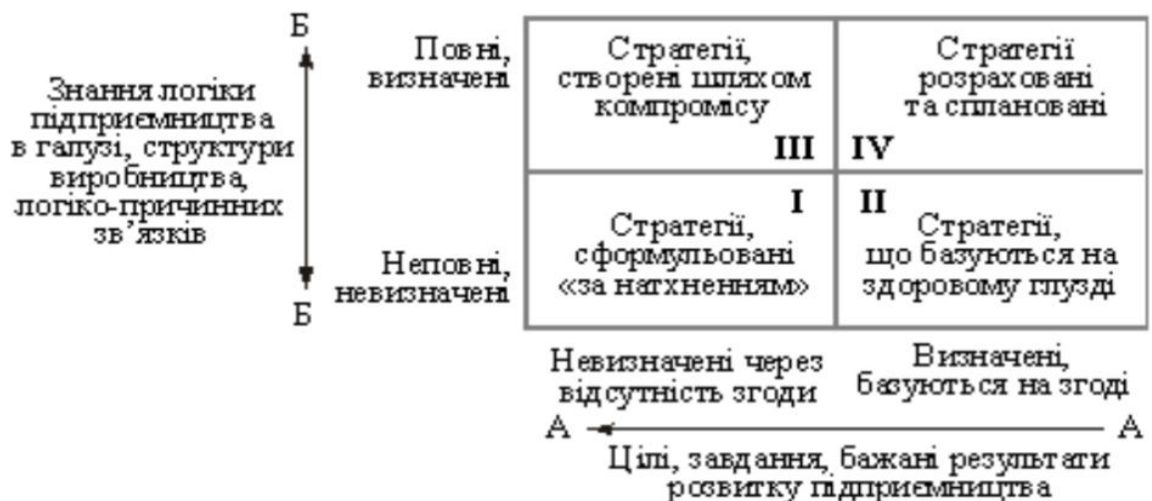 Б
Знання логіки
підприємництва
в галузі, структури
виробництва,
логіко-причинних
зв’язків
Б
Повні,
визначені
Неповні,
невизначені
Стратегії,
створені шляхом
компромісу
III
Стратегії
розраховані
та сплановані
IV
I
Стратегії,
сформульовані
«за натхненням»
II
Стратегії,
що базуються на
здоровому глузді
Невизначені через
відсутність згоди
Визначені,
базуються на згоді
А
А
Цілі, завдання, бажані результати
розвитку підприємництва